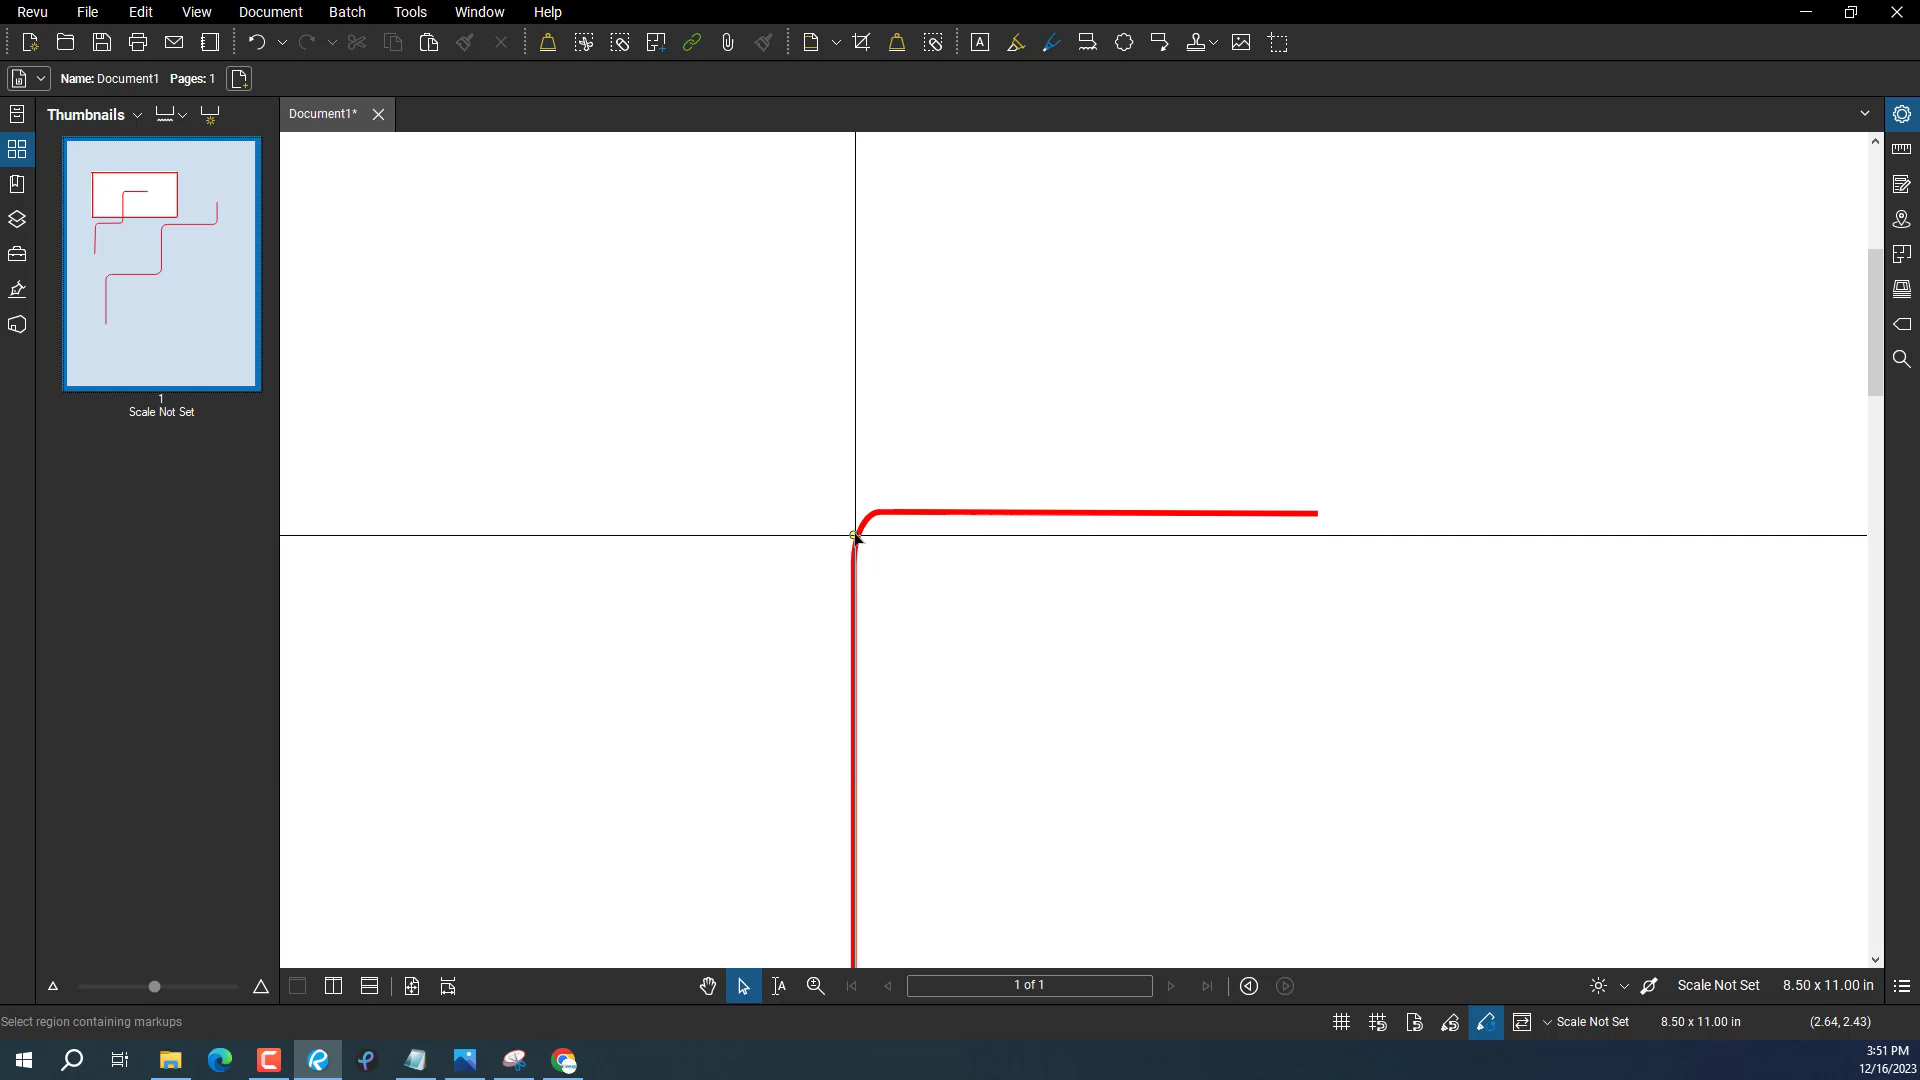 Revu File Edit View Document Batch Tools Window Help
Name: Document1 Pages: 1
Thumbnails
Document1*
1
Scale Not Set
1 of 1
Scale Not Set 8.50 x 11.00 in
Select region containing markups
Scale Not Set 8.50 x 11.00 in (2.64, 2.43)
3:51 PM
12/16/2023